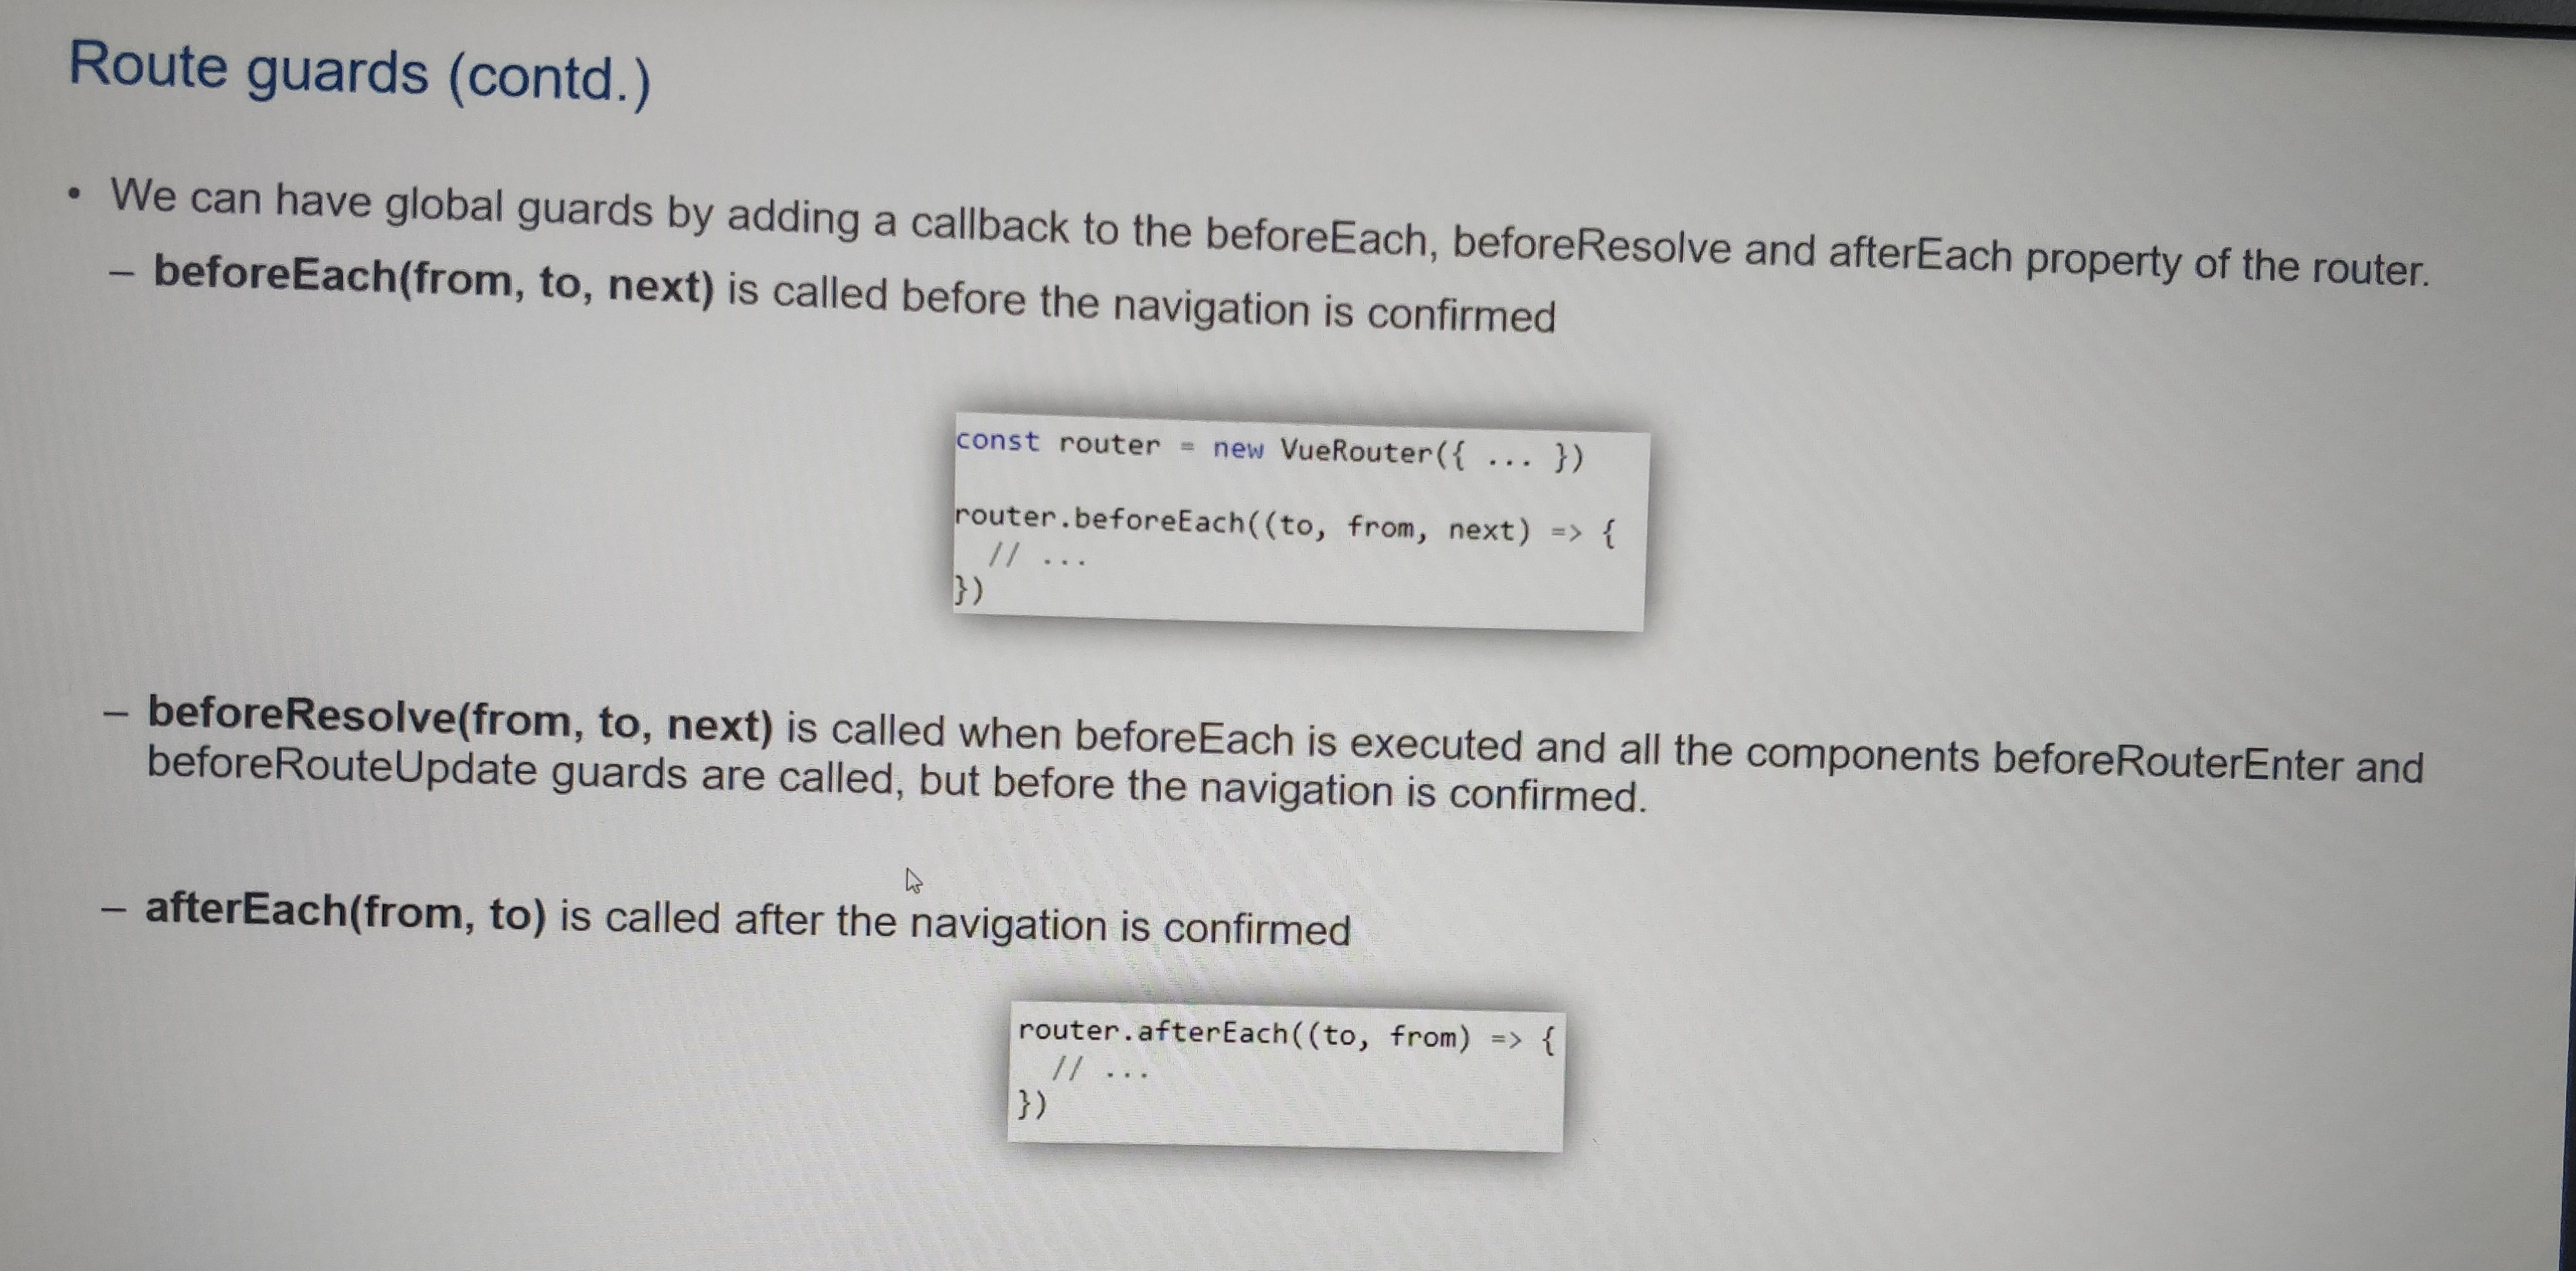 Route guards (contd.)
• We can have global guards by adding a callback to the beforeEach, beforeResolve and afterEach property of the router.
– beforeEach(from, to, next) is called before the navigation is confirmed
const router = new VueRouter({ ... })
router.beforeEach((to, from, next) => {
// ...
})
– beforeResolve(from, to, next) is called when beforeEach is executed and all the components beforeRouterEnter and
beforeRouteUpdate guards are called, but before the navigation is confirmed.
– afterEach(from, to) is called after the navigation is confirmed
router.afterEach((to, from) => {
// ...
})